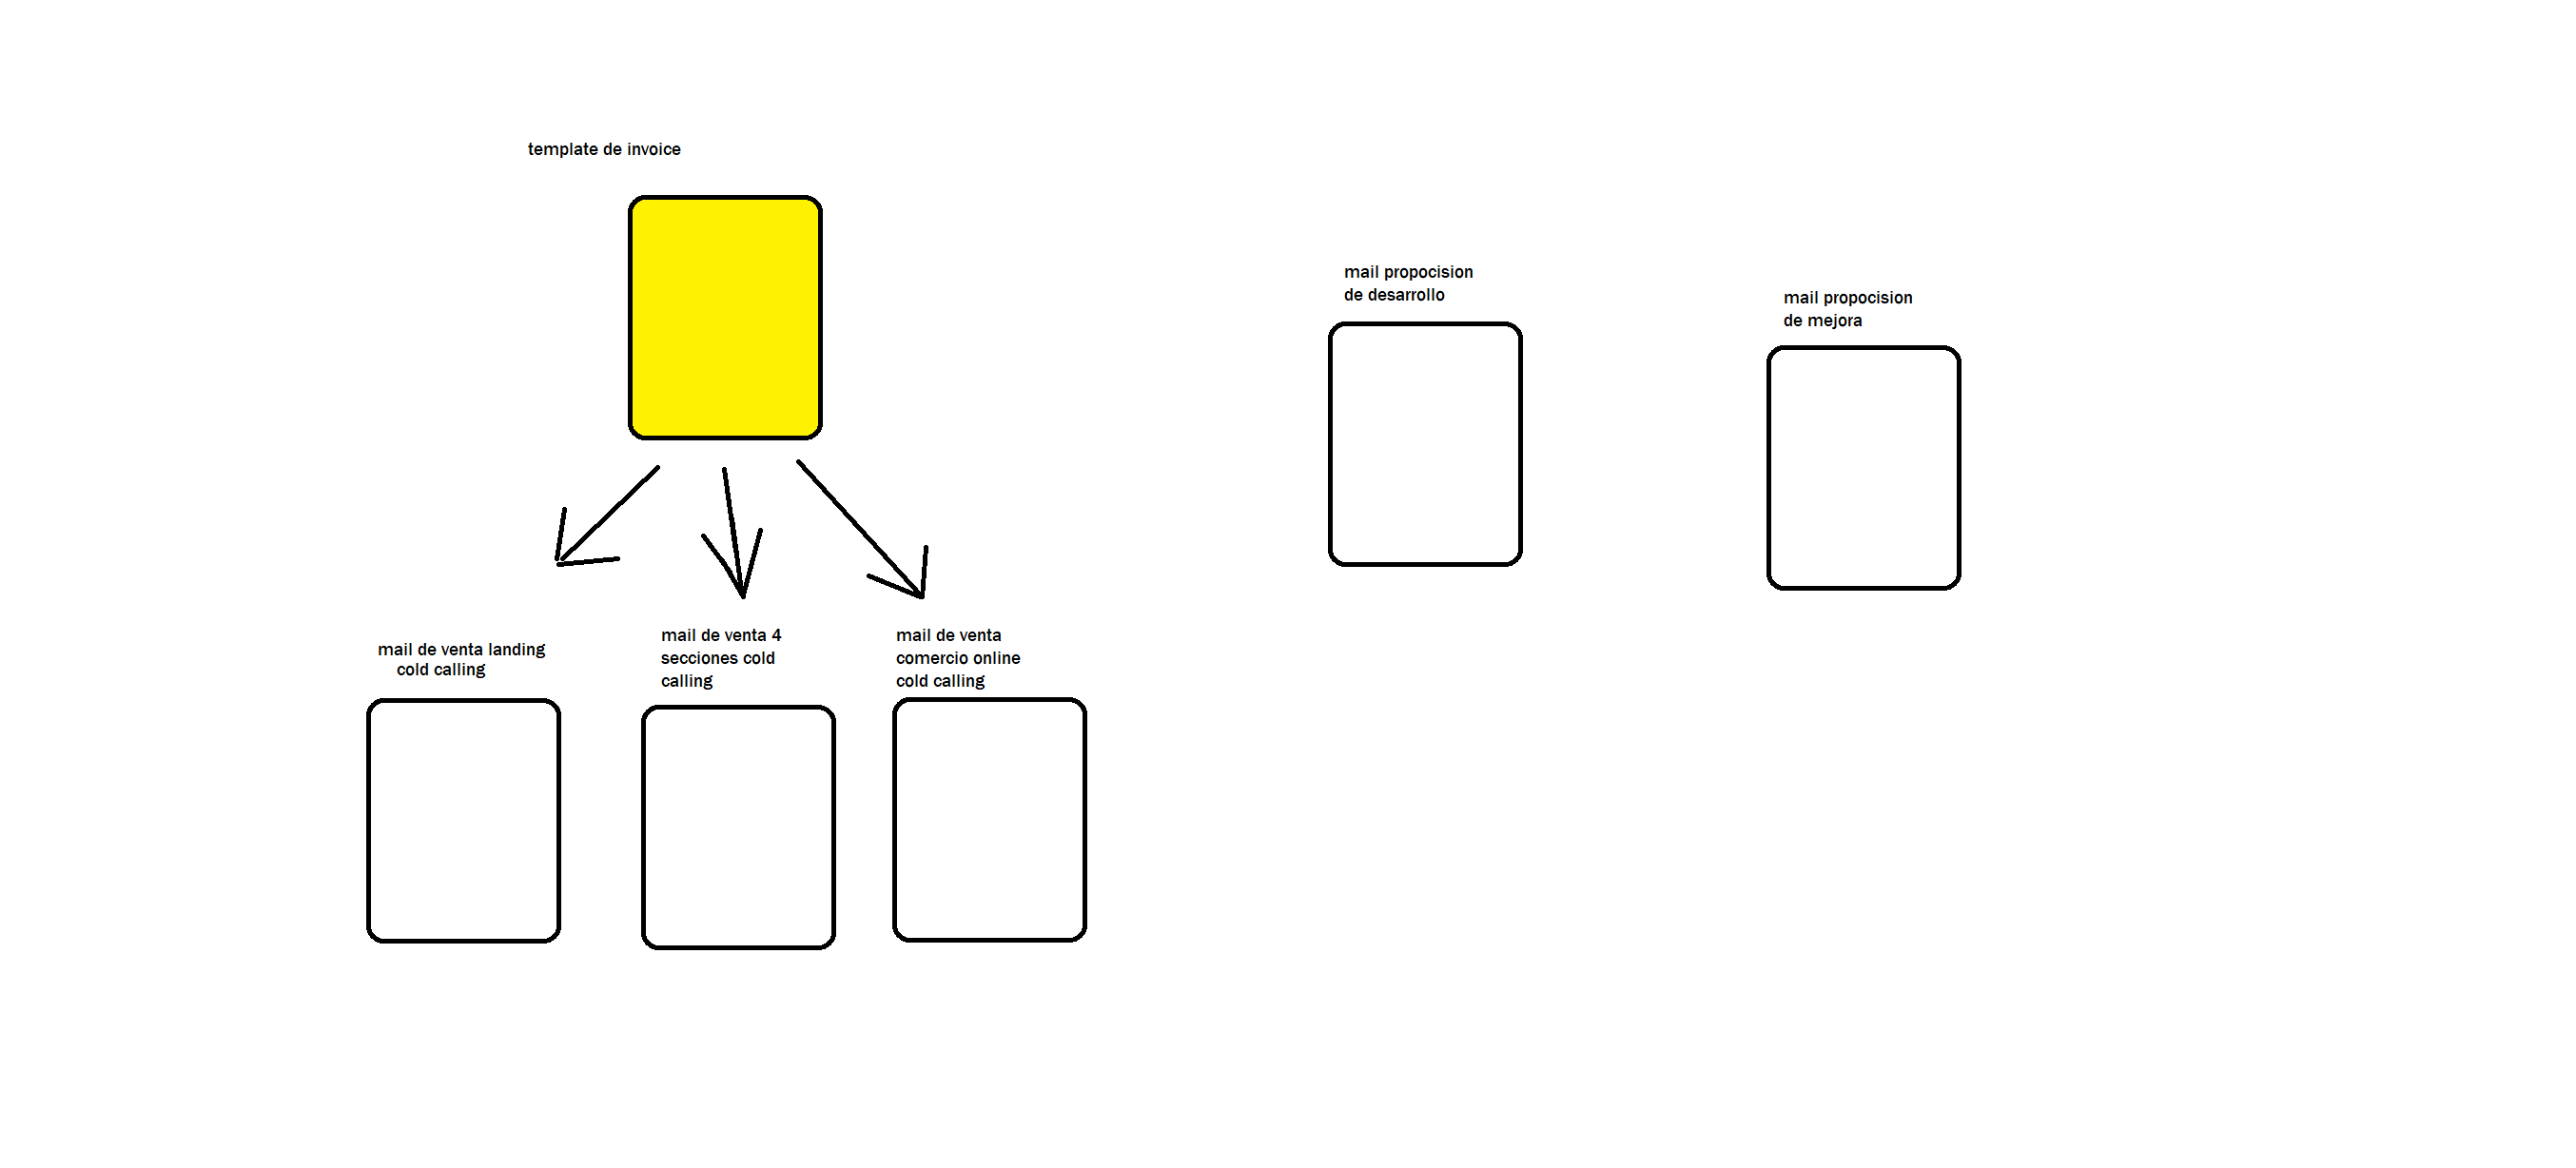 template de invoice
mail propocision
de desarrollo
mail propocision
de mejora
mail de venta landing
cold calling
mail de venta 4
secciones cold
calling
mail de venta
comercio online
cold calling